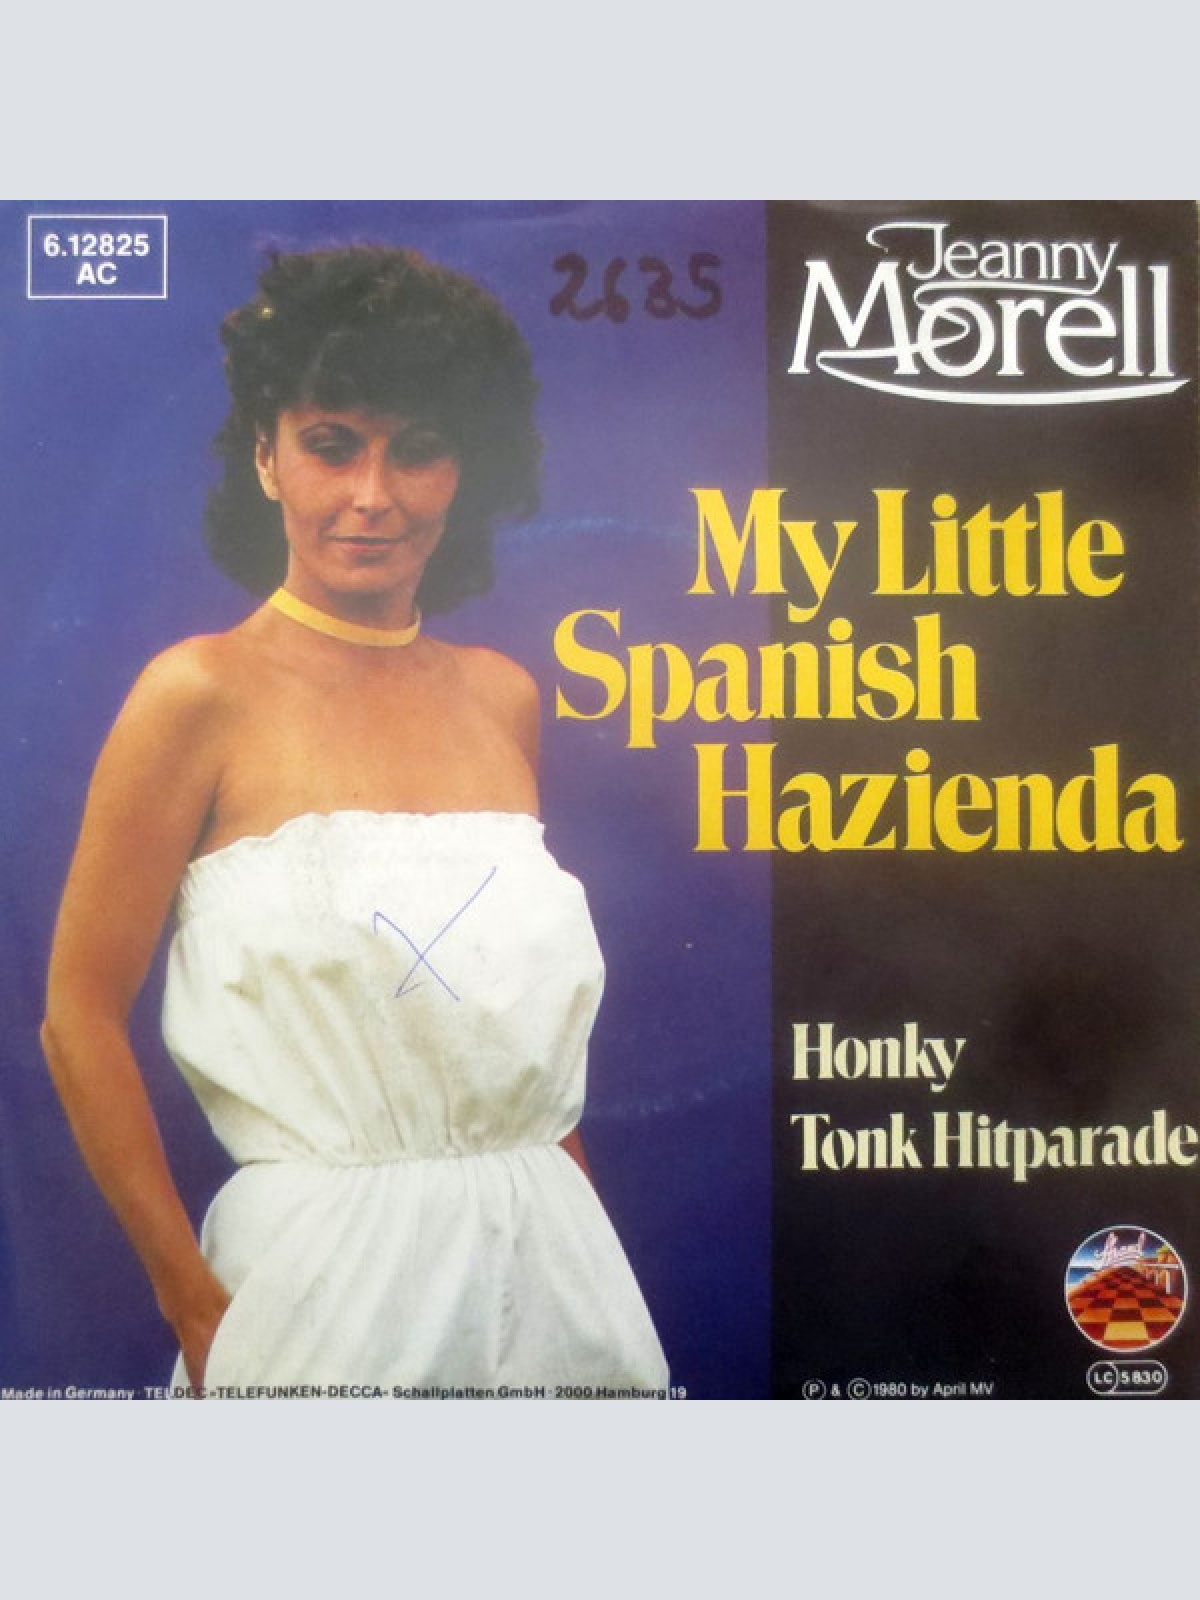 6.12825
AC
2635
Jeanny
Morell
My Little
Spanish
Hazienda
Honky
Tonk Hitparade
Strand
LC 5830
Made in Germany · TELDEC »TELEFUNKEN-DECCA« Schallplatten GmbH · 2000 Hamburg 19
Ⓟ & Ⓒ 1980 by April MV